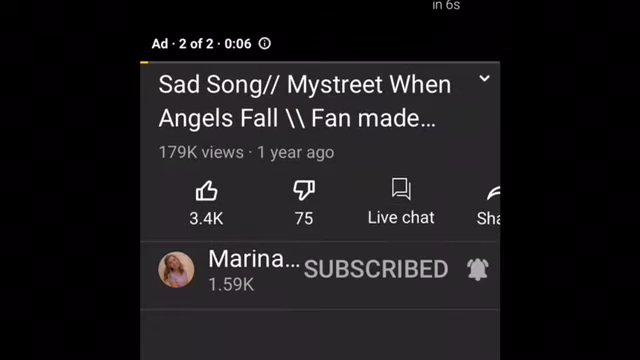 in 6s
Ad · 2 of 2 · 0:06
Sad Song// Mystreet When
Angels Fall \\ Fan made…
179K views · 1 year ago
3.4K 75 Live chat Sha
Marina… SUBSCRIBED
1.59K